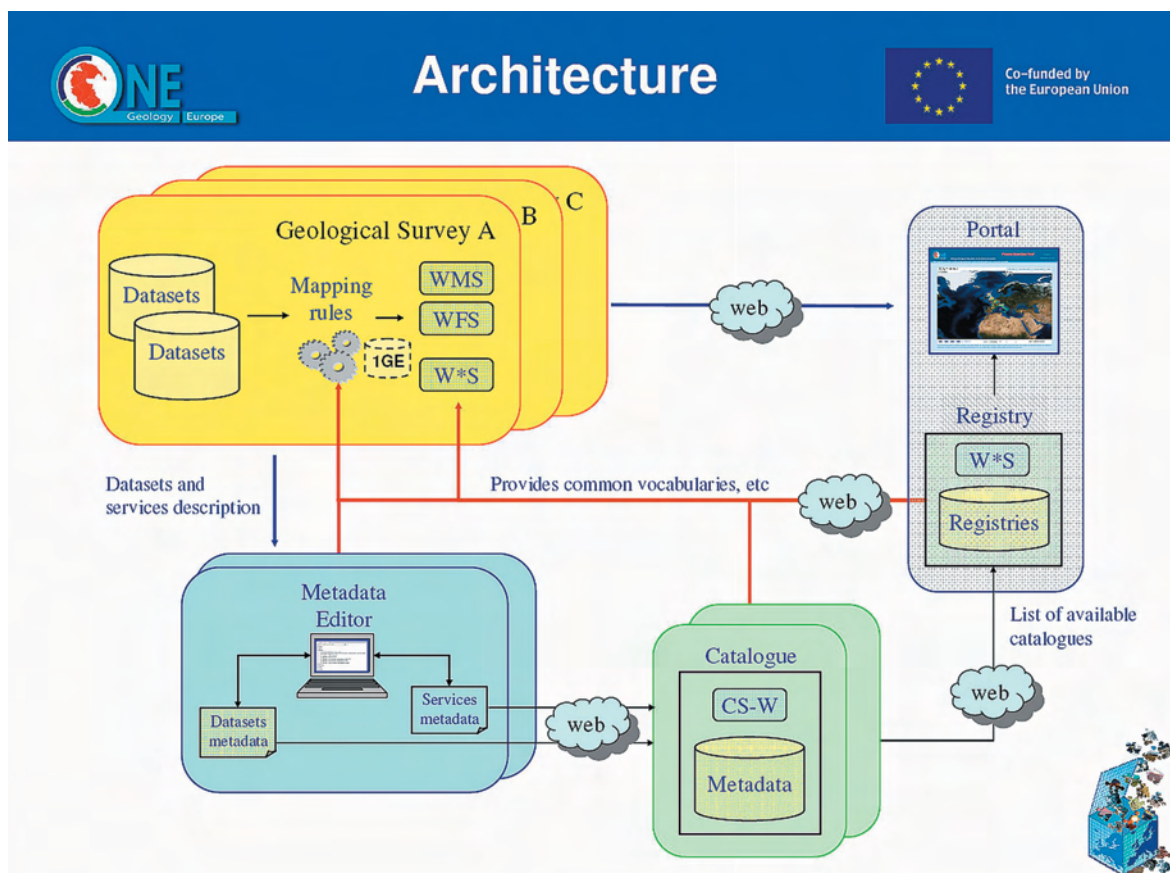 ONE
Geology Europe
Architecture
Co-funded by
the European Union
C
B
Geological Survey A
Datasets
Datasets
Mapping
rules
1GE
WMS
WFS
W*S
web
Portal
Registry
W*S
Registries
Datasets and
services description
Provides common vocabularies, etc
web
Metadata
Editor
Datasets
metadata
Services
metadata
web
Catalogue
CS-W
Metadata
List of available
catalogues
web